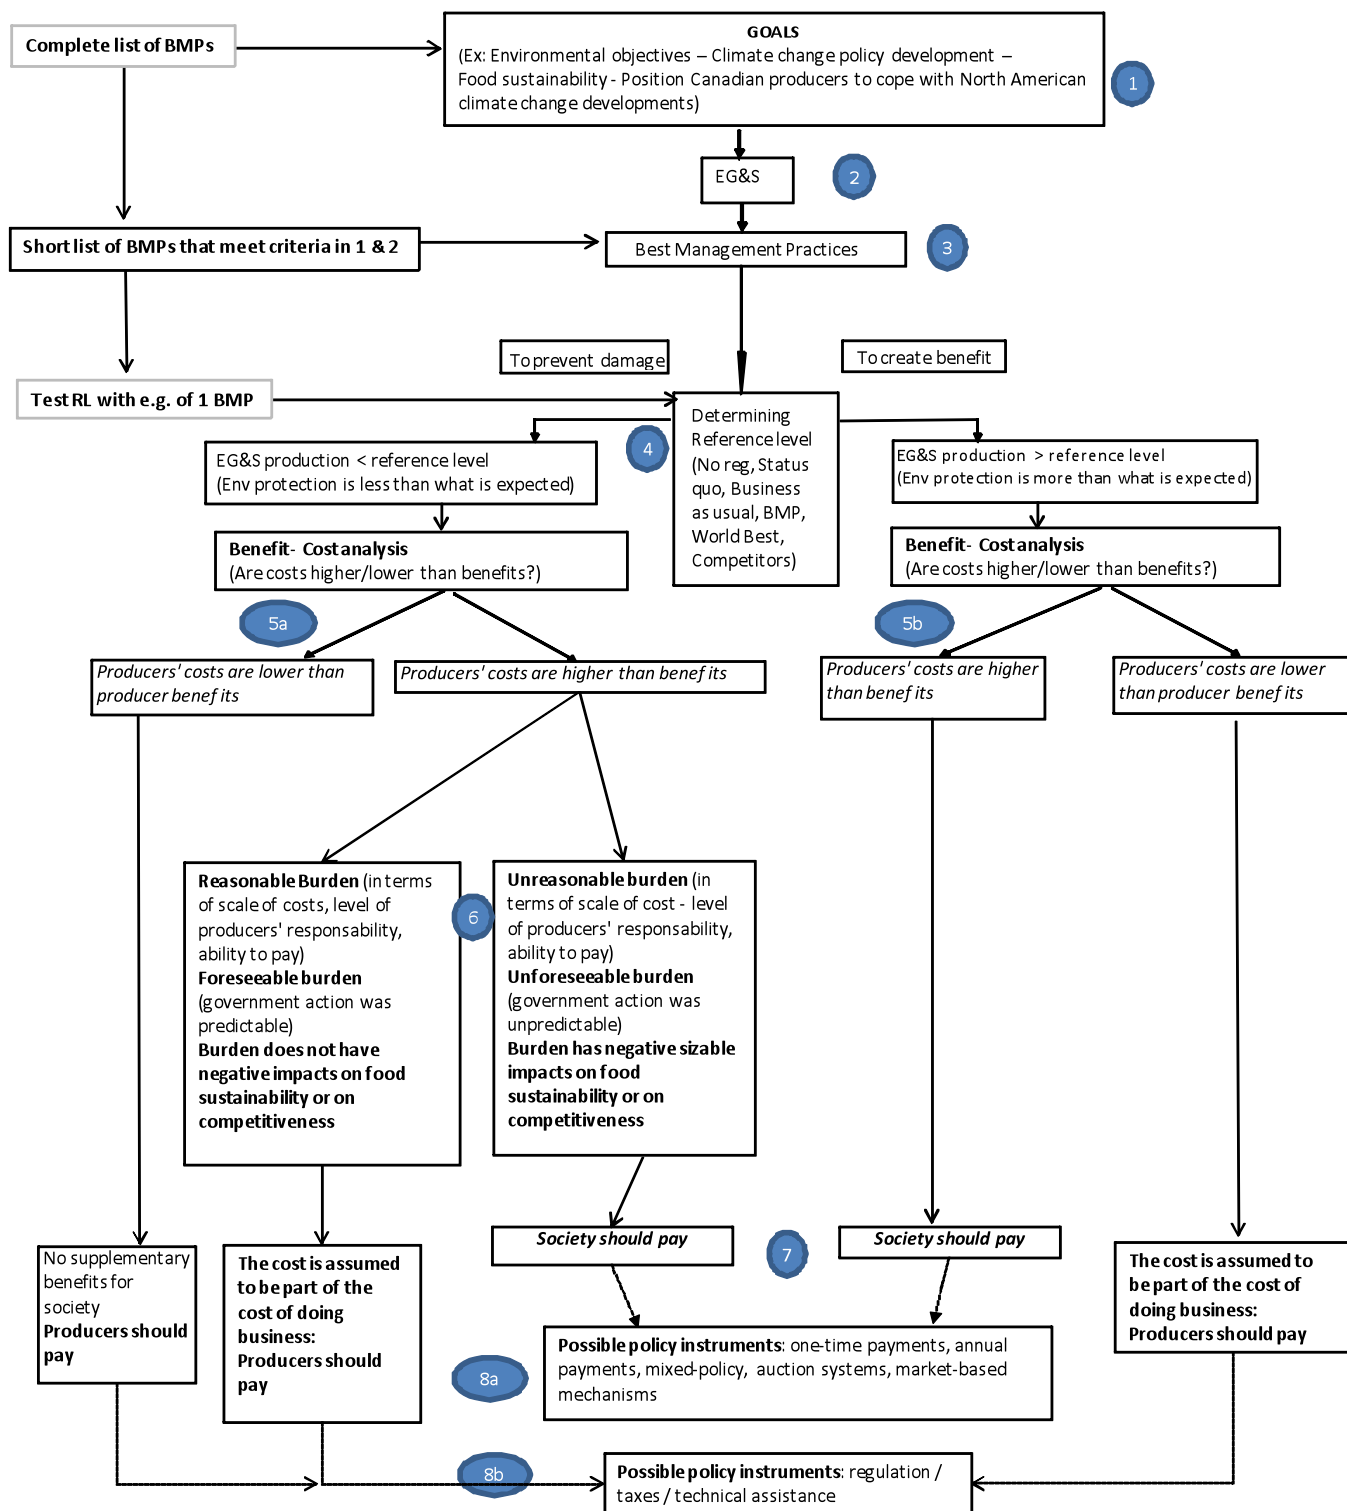 Complete list of BMPs
GOALS
(Ex: Environmental objectives – Climate change policy development –
Food sustainability - Position Canadian producers to cope with North American
climate change developments)
1
EG&S
2
Short list of BMPs that meet criteria in 1 & 2
Best Management Practices
3
To prevent damage
To create benefit
Test RL with e.g. of 1 BMP
Determining
Reference level
(No reg, Status
quo, Business
as usual, BMP,
World Best,
Competitors)
4
EG&S production < reference level
(Env protection is less than what is expected)
EG&S production > reference level
(Env protection is more than what is expected)
Benefit- Cost analysis
(Are costs higher/lower than benefits?)
Benefit- Cost analysis
(Are costs higher/lower than benefits?)
5a
5b
Producers' costs are lower than
producer benefits
Producers' costs are higher than benefits
Producers' costs are higher
than benefits
Producers' costs are lower
than producer benefits
Reasonable Burden (in terms
of scale of costs, level of
producers' responsability,
ability to pay)
Foreseeable burden
(government action was
predictable)
Burden does not have
negative impacts on food
sustainability or on
competitiveness
6
Unreasonable burden (in
terms of scale of cost - level
of producers' responsability,
ability to pay)
Unforeseeable burden
(government action was
unpredictable)
Burden has negative sizable
impacts on food
sustainability or on
competitiveness
Society should pay
7
Society should pay
No supplementary
benefits for
society
Producers should
pay
The cost is assumed
to be part of the
cost of doing
business:
Producers should
pay
The cost is assumed to
be part of the cost of
doing business:
Producers should pay
8a
Possible policy instruments: one-time payments, annual
payments, mixed-policy, auction systems, market-based
mechanisms
8b
Possible policy instruments: regulation /
taxes / technical assistance